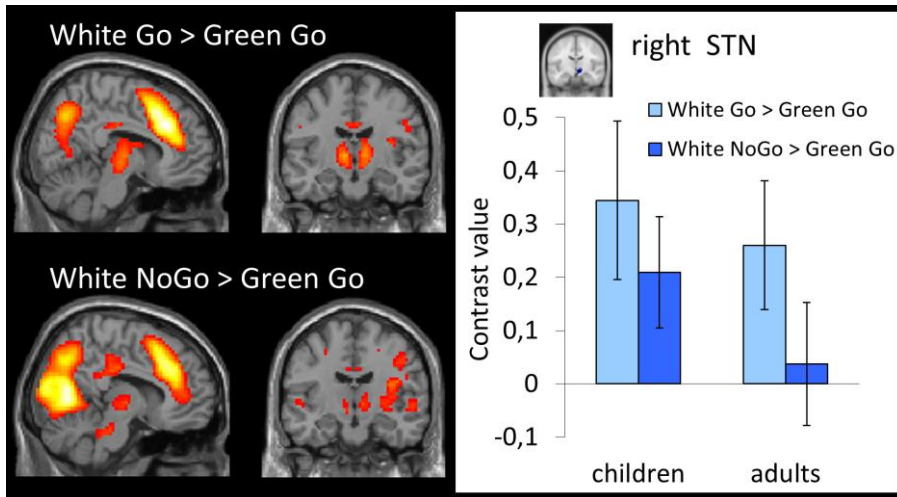 White Go > Green Go
White NoGo > Green Go
right STN
White Go > Green Go
White NoGo > Green Go
Contrast value
0,5
0,4
0,3
0,2
0,1
0
-0,1
children adults